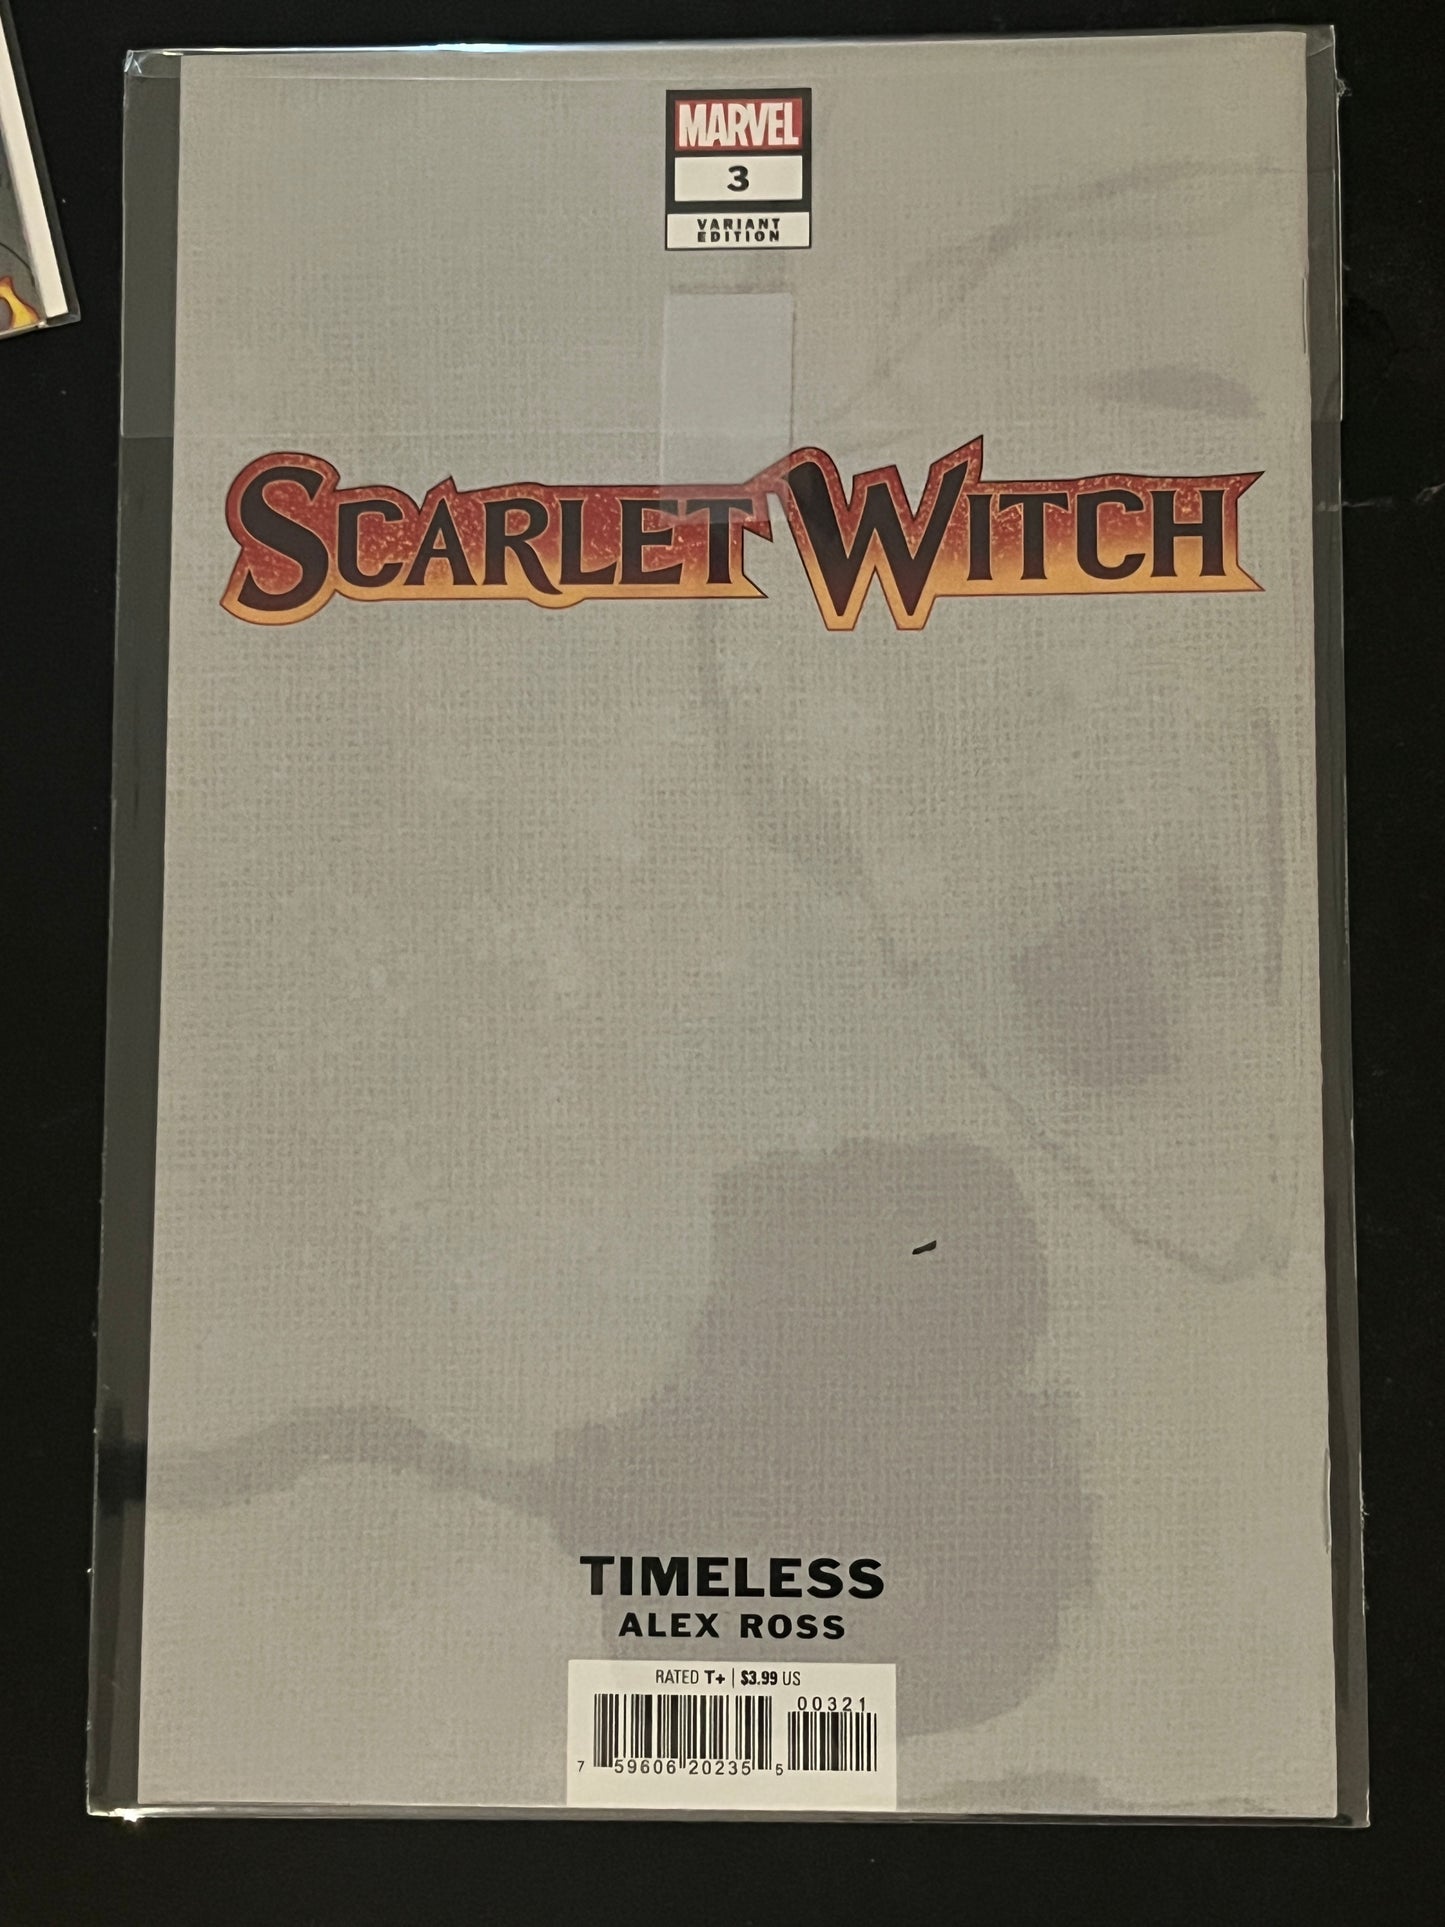 MARVEL
3
VARIANT
EDITION
SCARLET WITCH
TIMELESS
ALEX ROSS
RATED T+ | $3.99 US
00321
7 59606 20235 5